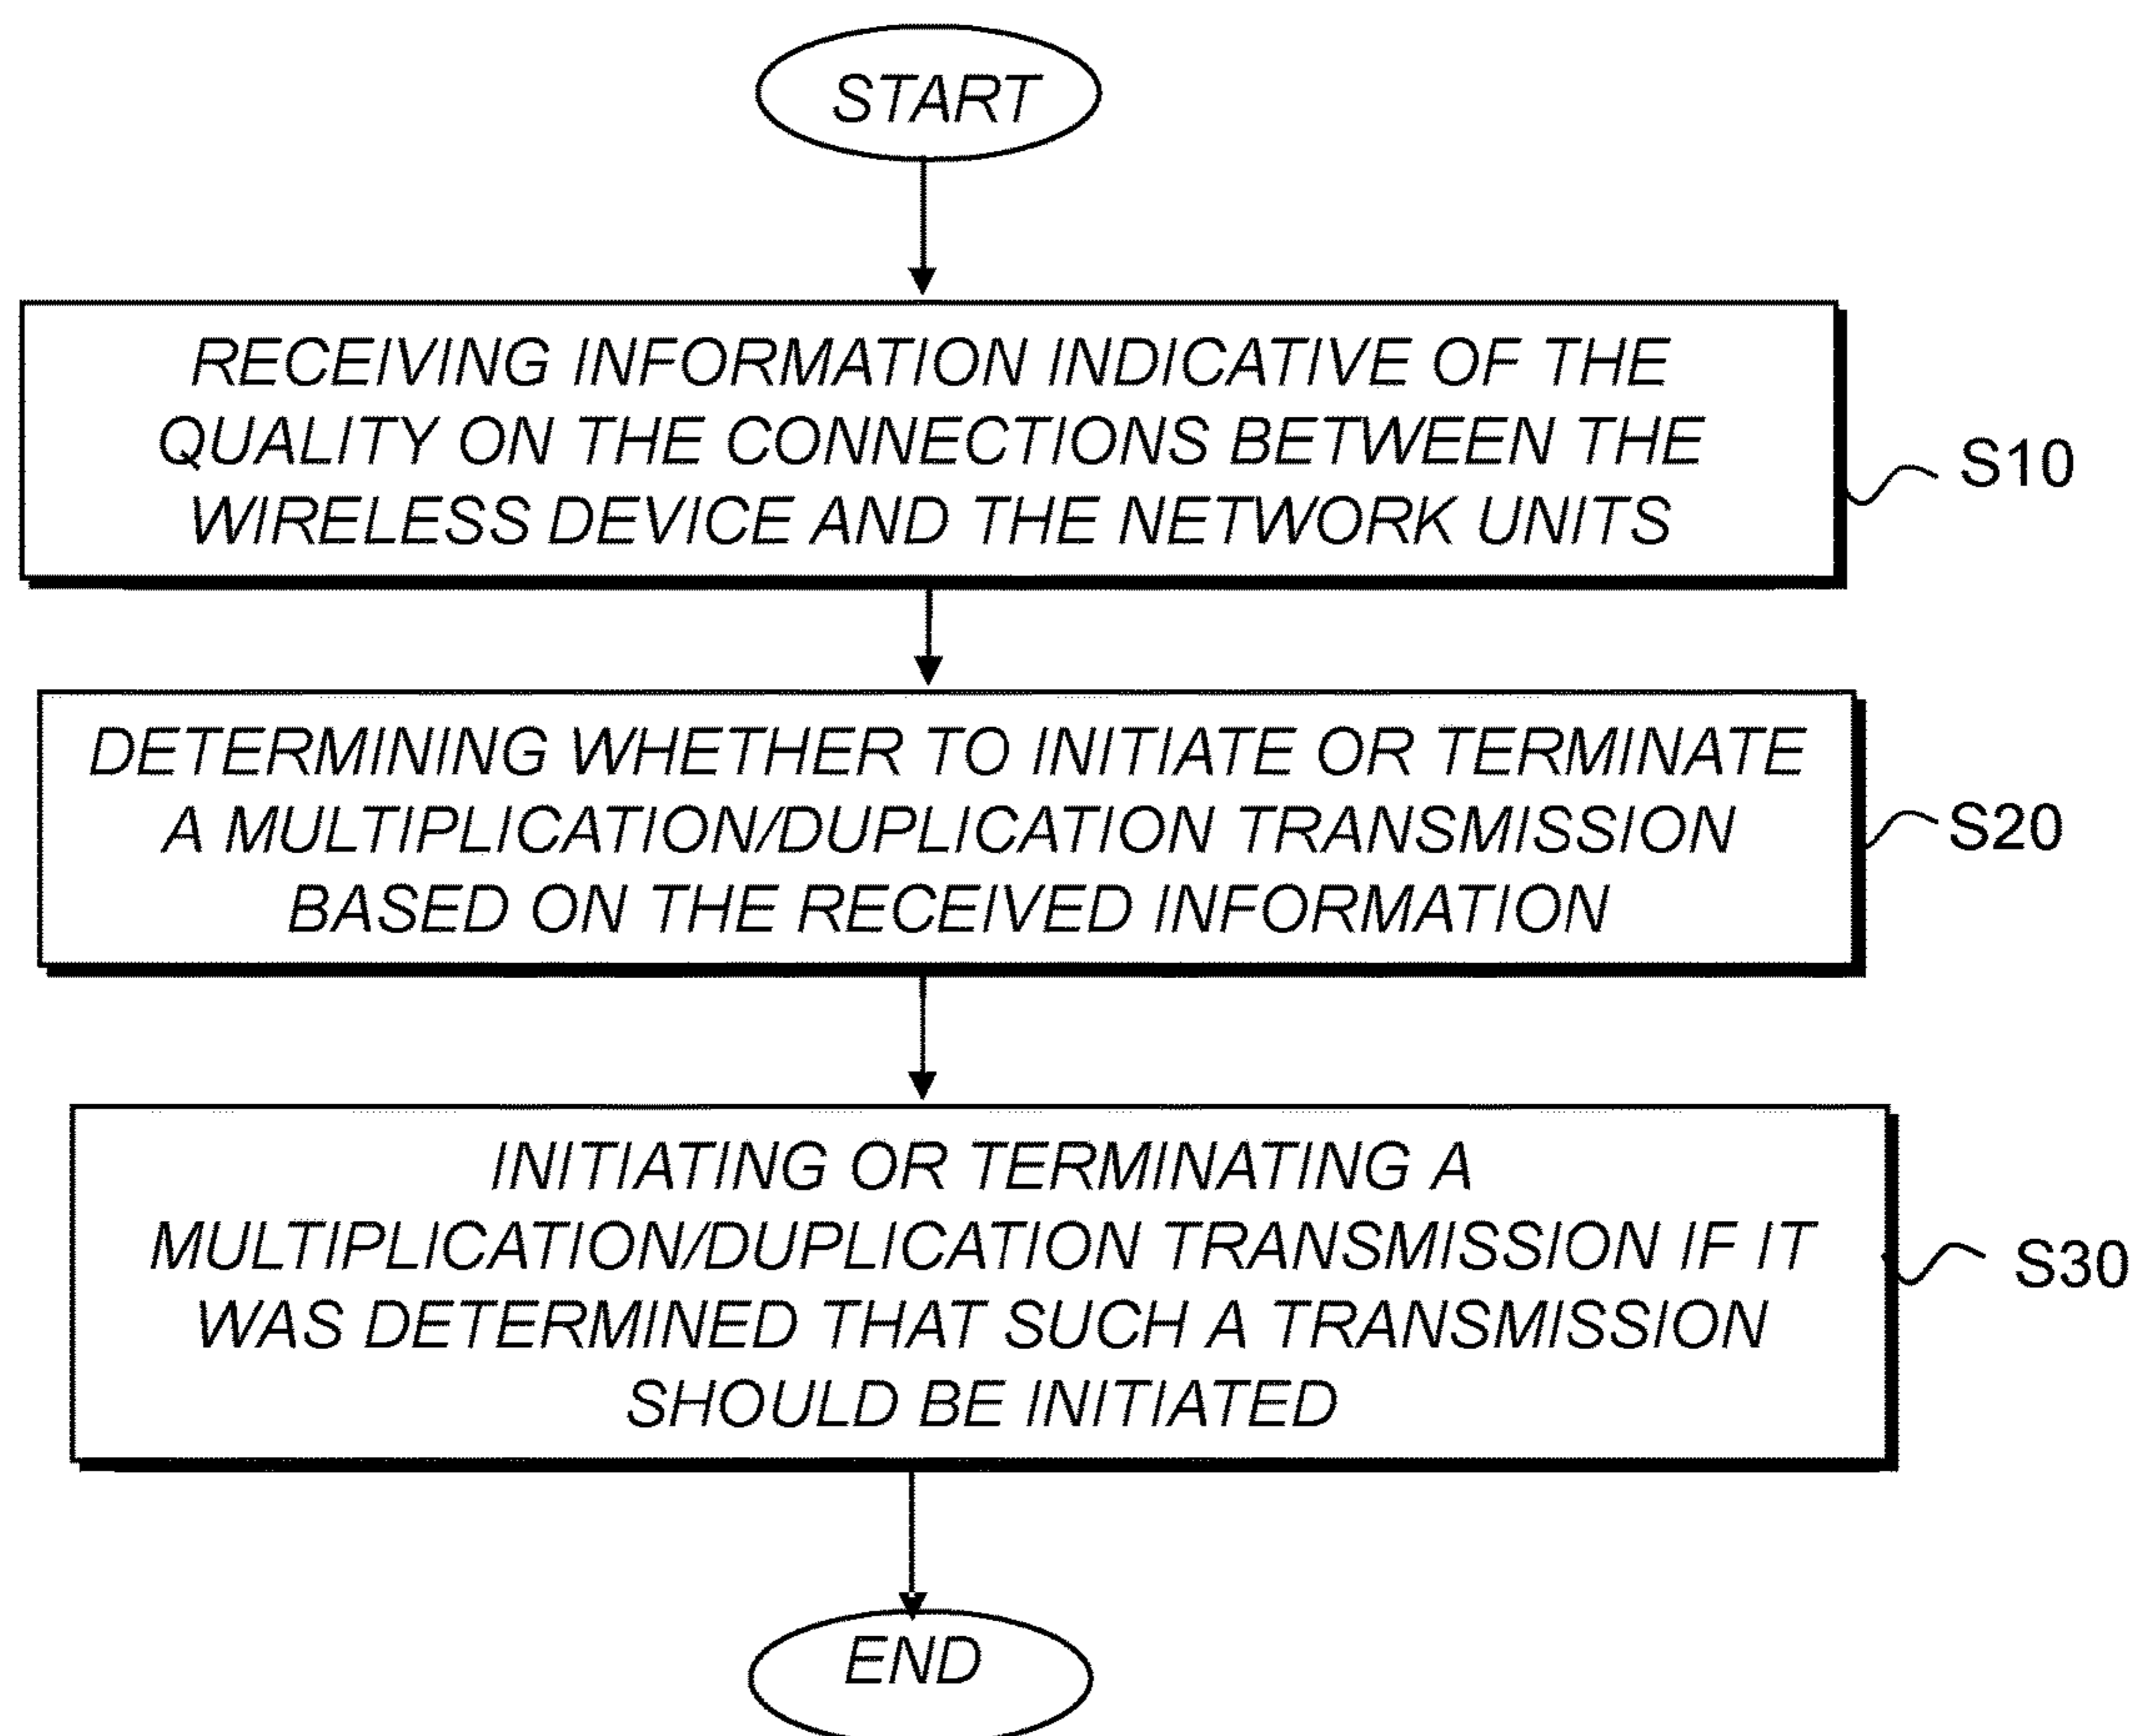 START
RECEIVING INFORMATION INDICATIVE OF THE
QUALITY ON THE CONNECTIONS BETWEEN THE
WIRELESS DEVICE AND THE NETWORK UNITS
S10
DETERMINING WHETHER TO INITIATE OR TERMINATE
A MULTIPLICATION/DUPLICATION TRANSMISSION
BASED ON THE RECEIVED INFORMATION
S20
INITIATING OR TERMINATING A
MULTIPLICATION/DUPLICATION TRANSMISSION IF IT
WAS DETERMINED THAT SUCH A TRANSMISSION
SHOULD BE INITIATED
S30
END